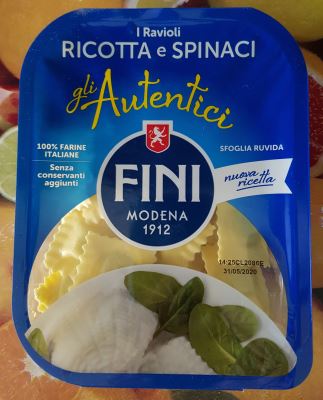 I Ravioli
RICOTTA e SPINACI
gli Autentici
100% FARINE
ITALIANE
Senza
conservanti
aggiunti
SFOGLIA RUVIDA
nuova
ricetta
FINI
MODENA
1912
31/05/2020